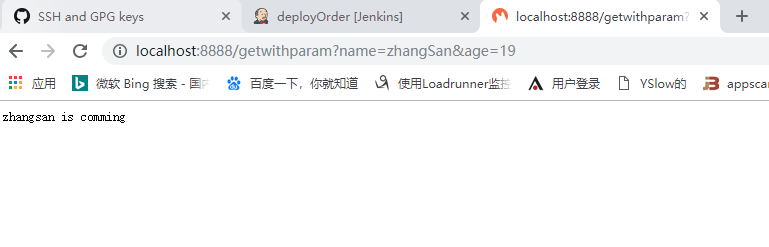 SSH and GPG keys
deployOrder [Jenkins]
localhost:8888/getwithparam?
localhost:8888/getwithparam?name=zhangSan&age=19
应用
微软 Bing 搜索 - 国
百度一下，你就知道
使用Loadrunner监
用户登录
YSlow的
appscan
zhangsan is comming